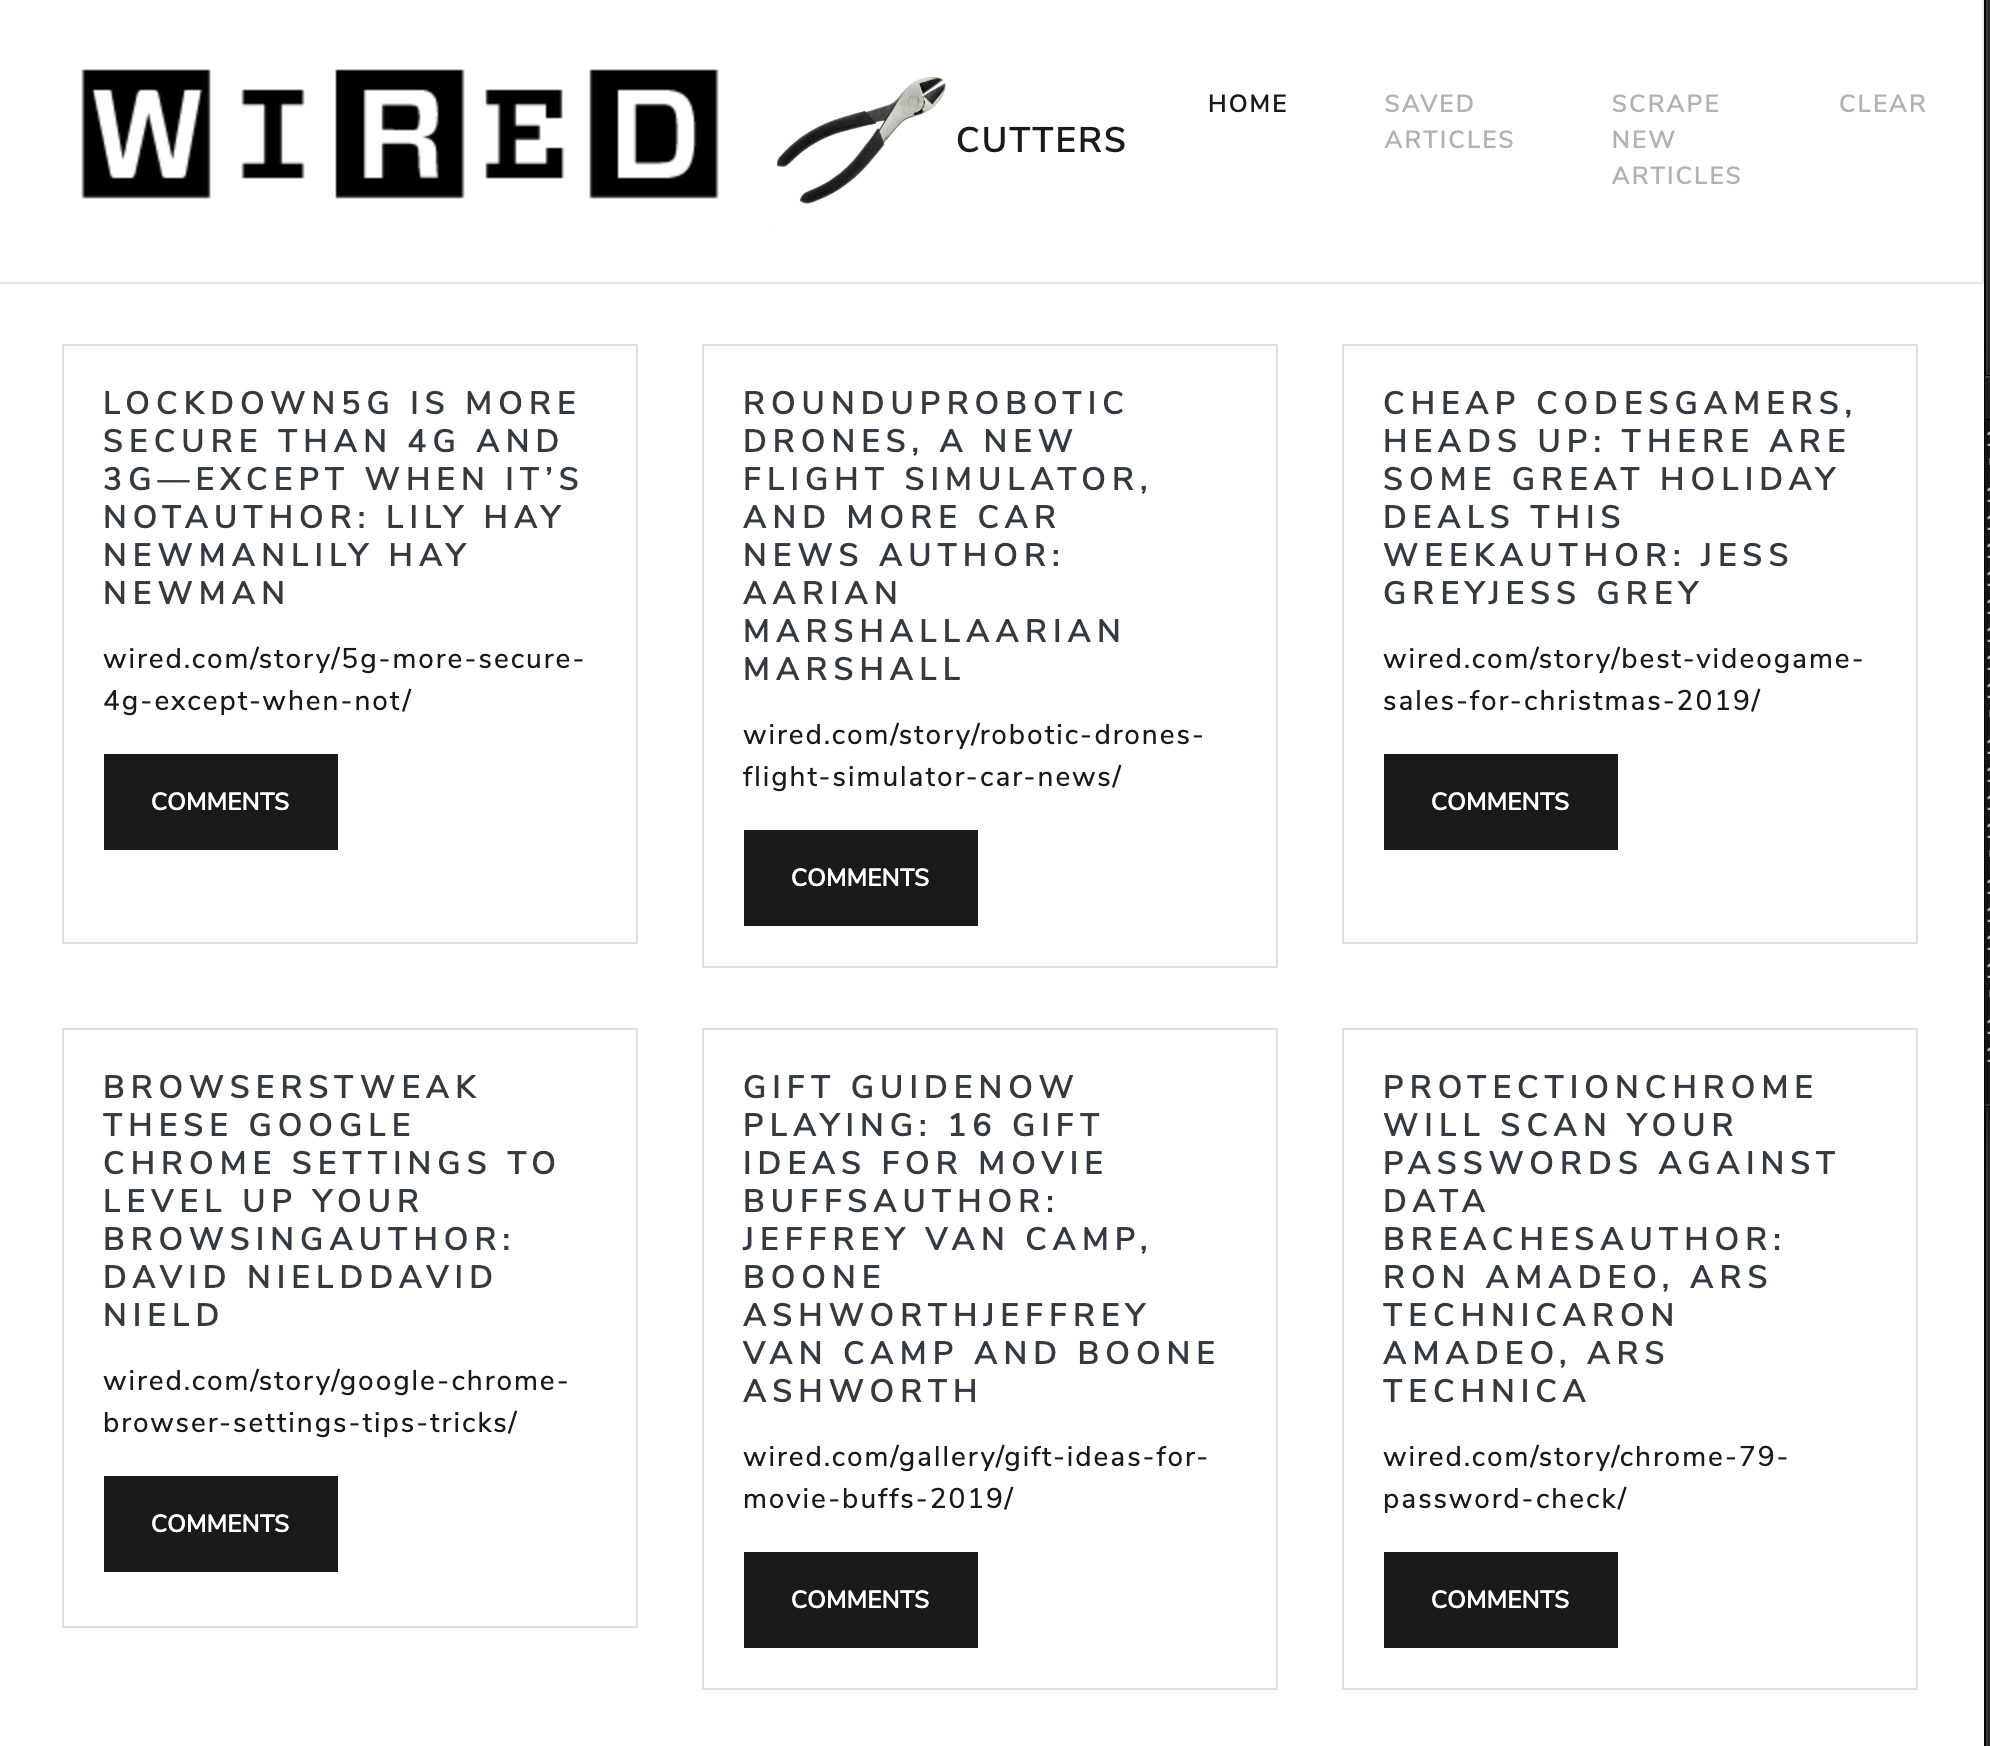 WIRED CUTTERS
HOME
SAVED
ARTICLES
SCRAPE
NEW
ARTICLES
CLEAR
LOCKDOWN5G IS MORE
SECURE THAN 4G AND
3G—EXCEPT WHEN IT’S
NOTAUTHOR: LILY HAY
NEWMANLILY HAY
NEWMAN
wired.com/story/5g-more-secure-
4g-except-when-not/
COMMENTS
ROUNDUPROBOTIC
DRONES, A NEW
FLIGHT SIMULATOR,
AND MORE CAR
NEWS AUTHOR:
AARIAN
MARSHALLAARIAN
MARSHALL
wired.com/story/robotic-drones-
flight-simulator-car-news/
COMMENTS
CHEAP CODESGAMERS,
HEADS UP: THERE ARE
SOME GREAT HOLIDAY
DEALS THIS
WEEKAUTHOR: JESS
GREYJESS GREY
wired.com/story/best-videogame-
sales-for-christmas-2019/
COMMENTS
BROWSERSTWEAK
THESE GOOGLE
CHROME SETTINGS TO
LEVEL UP YOUR
BROWSINGAUTHOR:
DAVID NIELDDAVID
NIELD
wired.com/story/google-chrome-
browser-settings-tips-tricks/
COMMENTS
GIFT GUIDENOW
PLAYING: 16 GIFT
IDEAS FOR MOVIE
BUFFSAUTHOR:
JEFFREY VAN CAMP,
BOONE
ASHWORTHJEFFREY
VAN CAMP AND BOONE
ASHWORTH
wired.com/gallery/gift-ideas-for-
movie-buffs-2019/
COMMENTS
PROTECTIONCHROME
WILL SCAN YOUR
PASSWORDS AGAINST
DATA
BREACHESAUTHOR:
RON AMADEO, ARS
TECHNICARON
AMADEO, ARS
TECHNICA
wired.com/story/chrome-79-
password-check/
COMMENTS